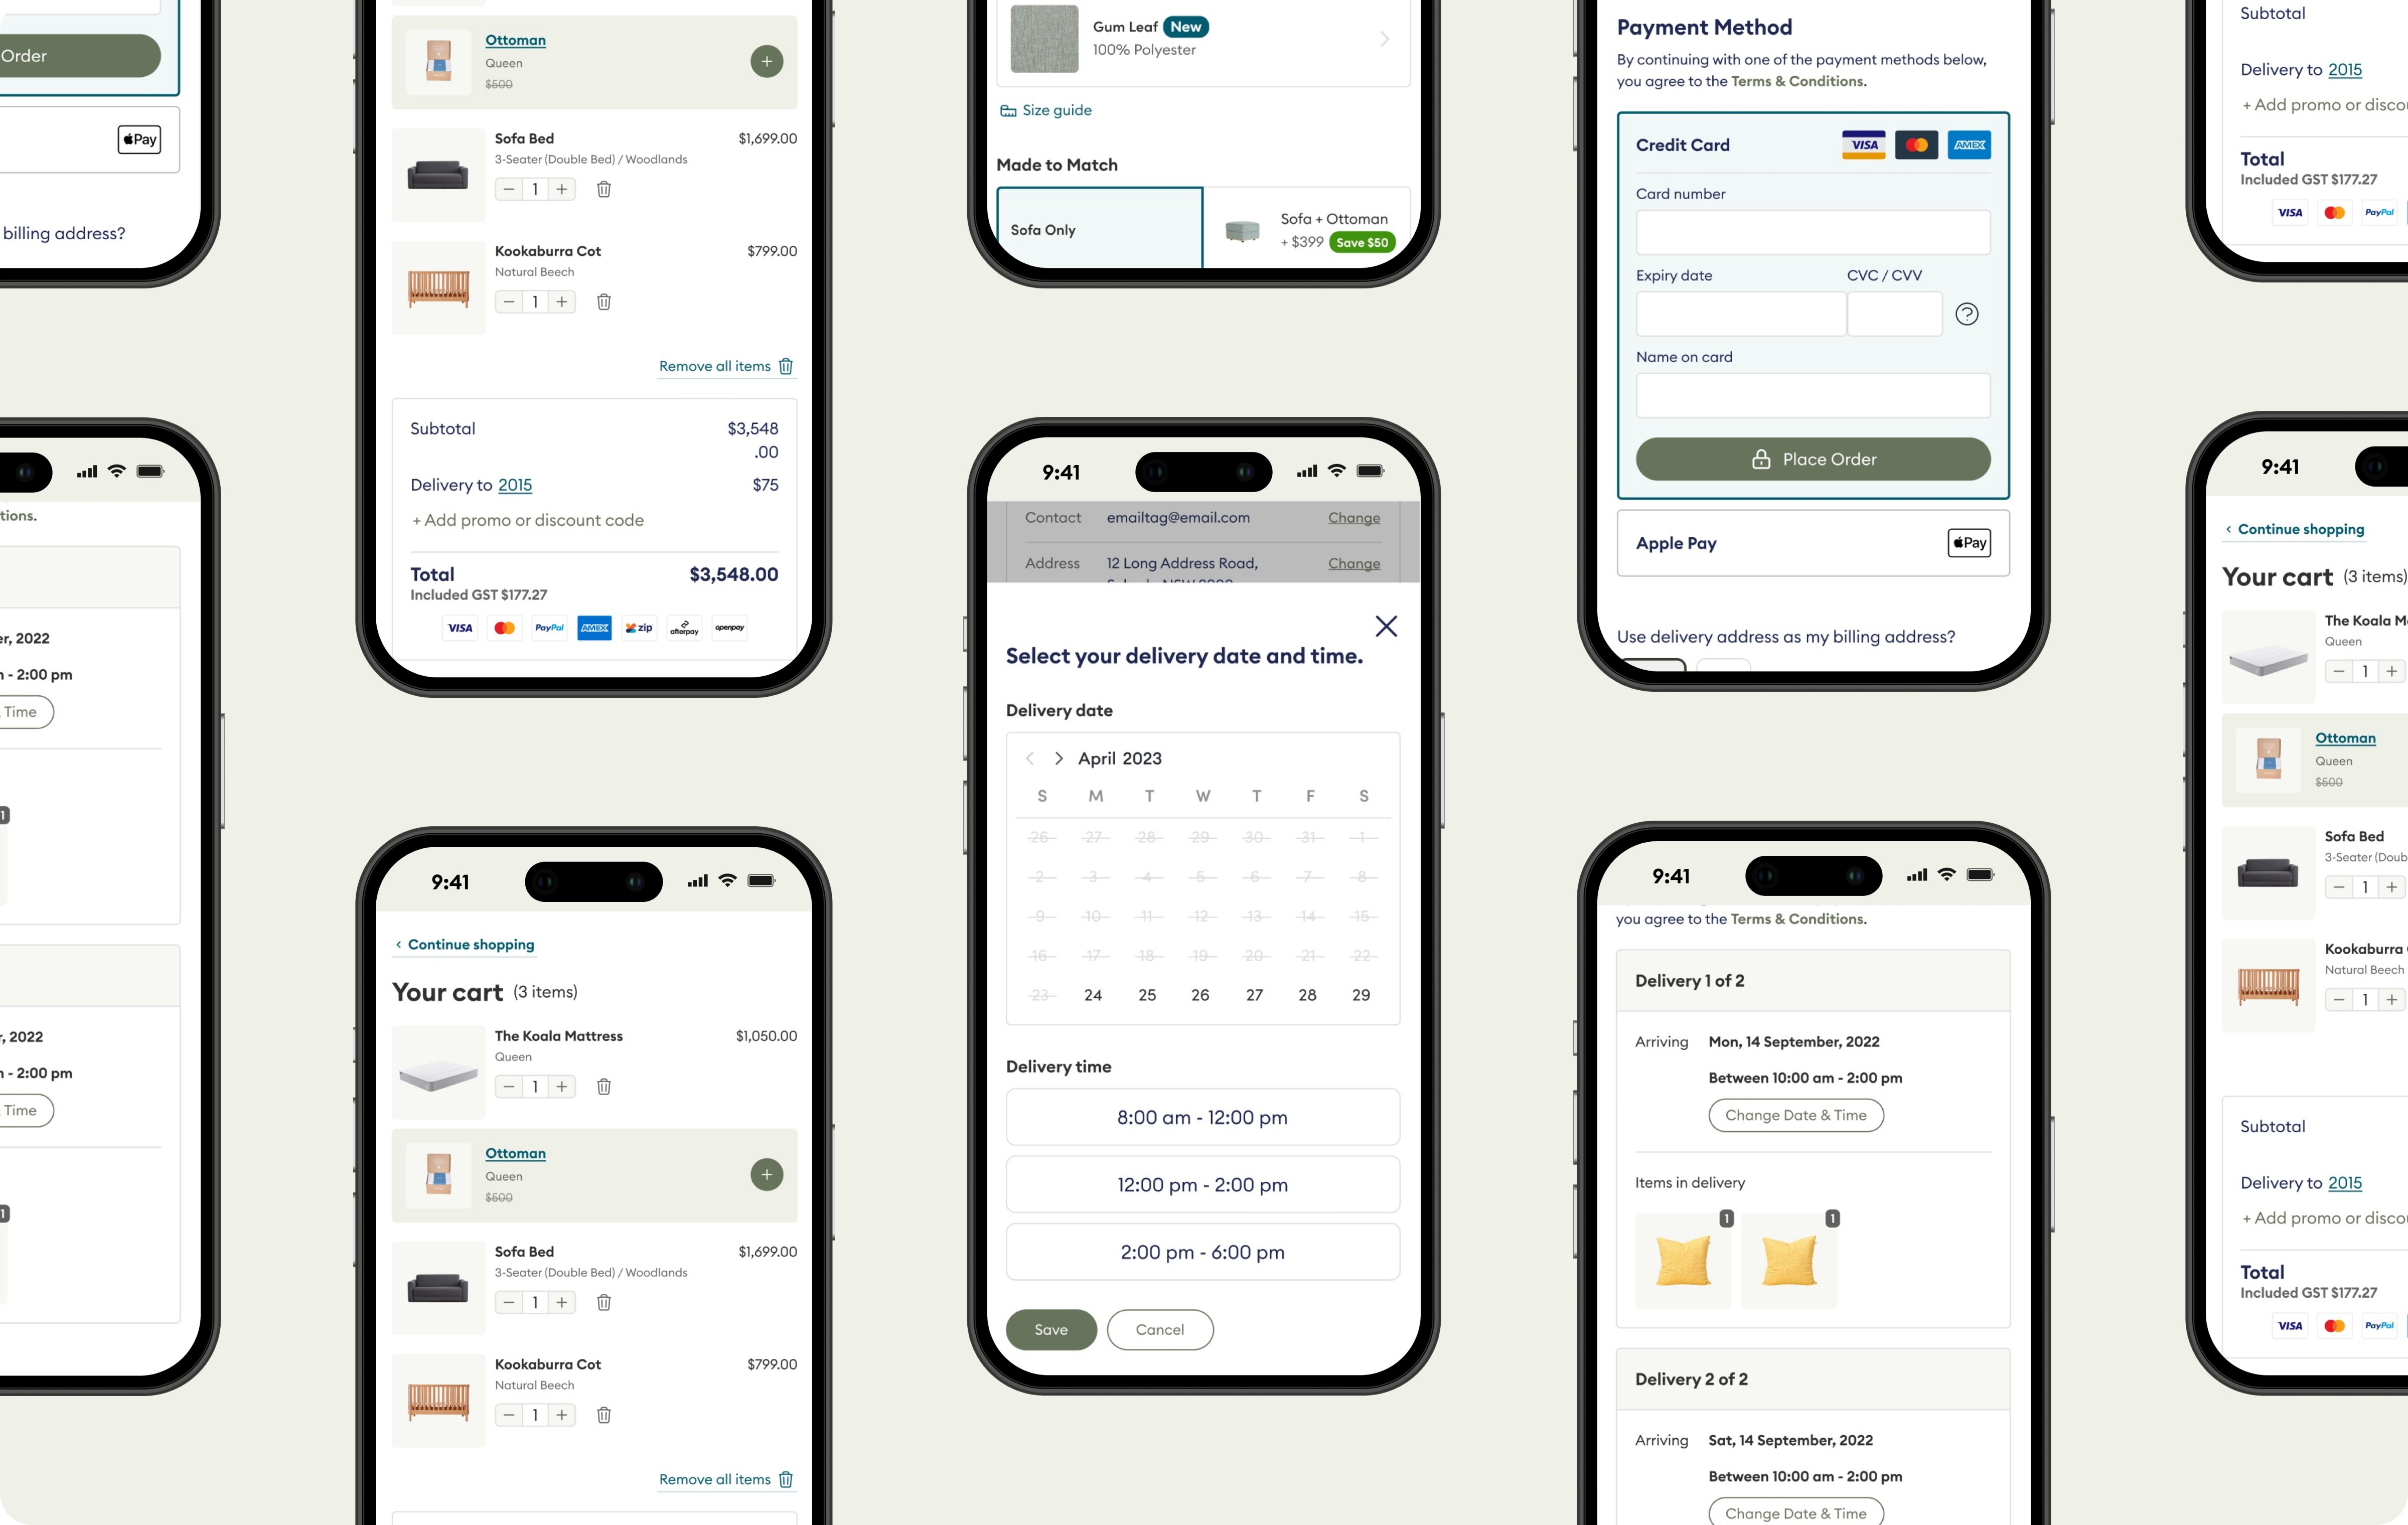 Order
Pay
billing address?
tions.
er, 2022
- 2:00 pm
Time
1
, 2022
- 2:00 pm
Time
1
Ottoman
Queen
$500
+
Sofa Bed
$1,699.00
3-Seater (Double Bed) / Woodlands
− 1 +
Kookaburra Cot
$799.00
Natural Beech
− 1 +
Remove all items
Subtotal
$3,548
.00
Delivery to 2015
$75
+ Add promo or discount code
Total
$3,548.00
Included GST $177.27
VISA
PayPal
AMEX
zip
afterpay
openpay
9:41
‹ Continue shopping
Your cart (3 items)
The Koala Mattress
$1,050.00
Queen
− 1 +
Ottoman
Queen
$500
+
Sofa Bed
$1,699.00
3-Seater (Double Bed) / Woodlands
− 1 +
Kookaburra Cot
$799.00
Natural Beech
− 1 +
Remove all items
Gum Leaf New
100% Polyester
Size guide
Made to Match
Sofa Only
Sofa + Ottoman
+ $399 Save $50
9:41
Contact emailtag@email.com Change
Address 12 Long Address Road, Change
Select your delivery date and time.
Delivery date
April 2023
S M T W T F S
26 27 28 29 30 31 1
2 3 4 5 6 7 8
9 10 11 12 13 14 15
16 17 18 19 20 21 22
23 24 25 26 27 28 29
Delivery time
8:00 am - 12:00 pm
12:00 pm - 2:00 pm
2:00 pm - 6:00 pm
Save
Cancel
Payment Method
By continuing with one of the payment methods below,
you agree to the Terms & Conditions.
Credit Card
VISA
AMEX
Card number
Expiry date
CVC / CVV
?
Name on card
Place Order
Apple Pay
Pay
Use delivery address as my billing address?
9:41
you agree to the Terms & Conditions.
Delivery 1 of 2
Arriving Mon, 14 September, 2022
Between 10:00 am - 2:00 pm
Change Date & Time
Items in delivery
1
1
Delivery 2 of 2
Arriving Sat, 14 September, 2022
Between 10:00 am - 2:00 pm
Change Date & Time
Subtotal
Delivery to 2015
+ Add promo or disco
Total
Included GST $177.27
VISA
PayPal
9:41
‹ Continue shopping
Your cart (3 items)
The Koala M
Queen
− 1 +
Ottoman
Queen
$500
Sofa Bed
3-Seater (Doub
− 1 +
Kookaburra
Natural Beech
− 1 +
Subtotal
Delivery to 2015
+ Add promo or disco
Total
Included GST $177.27
VISA
PayPal